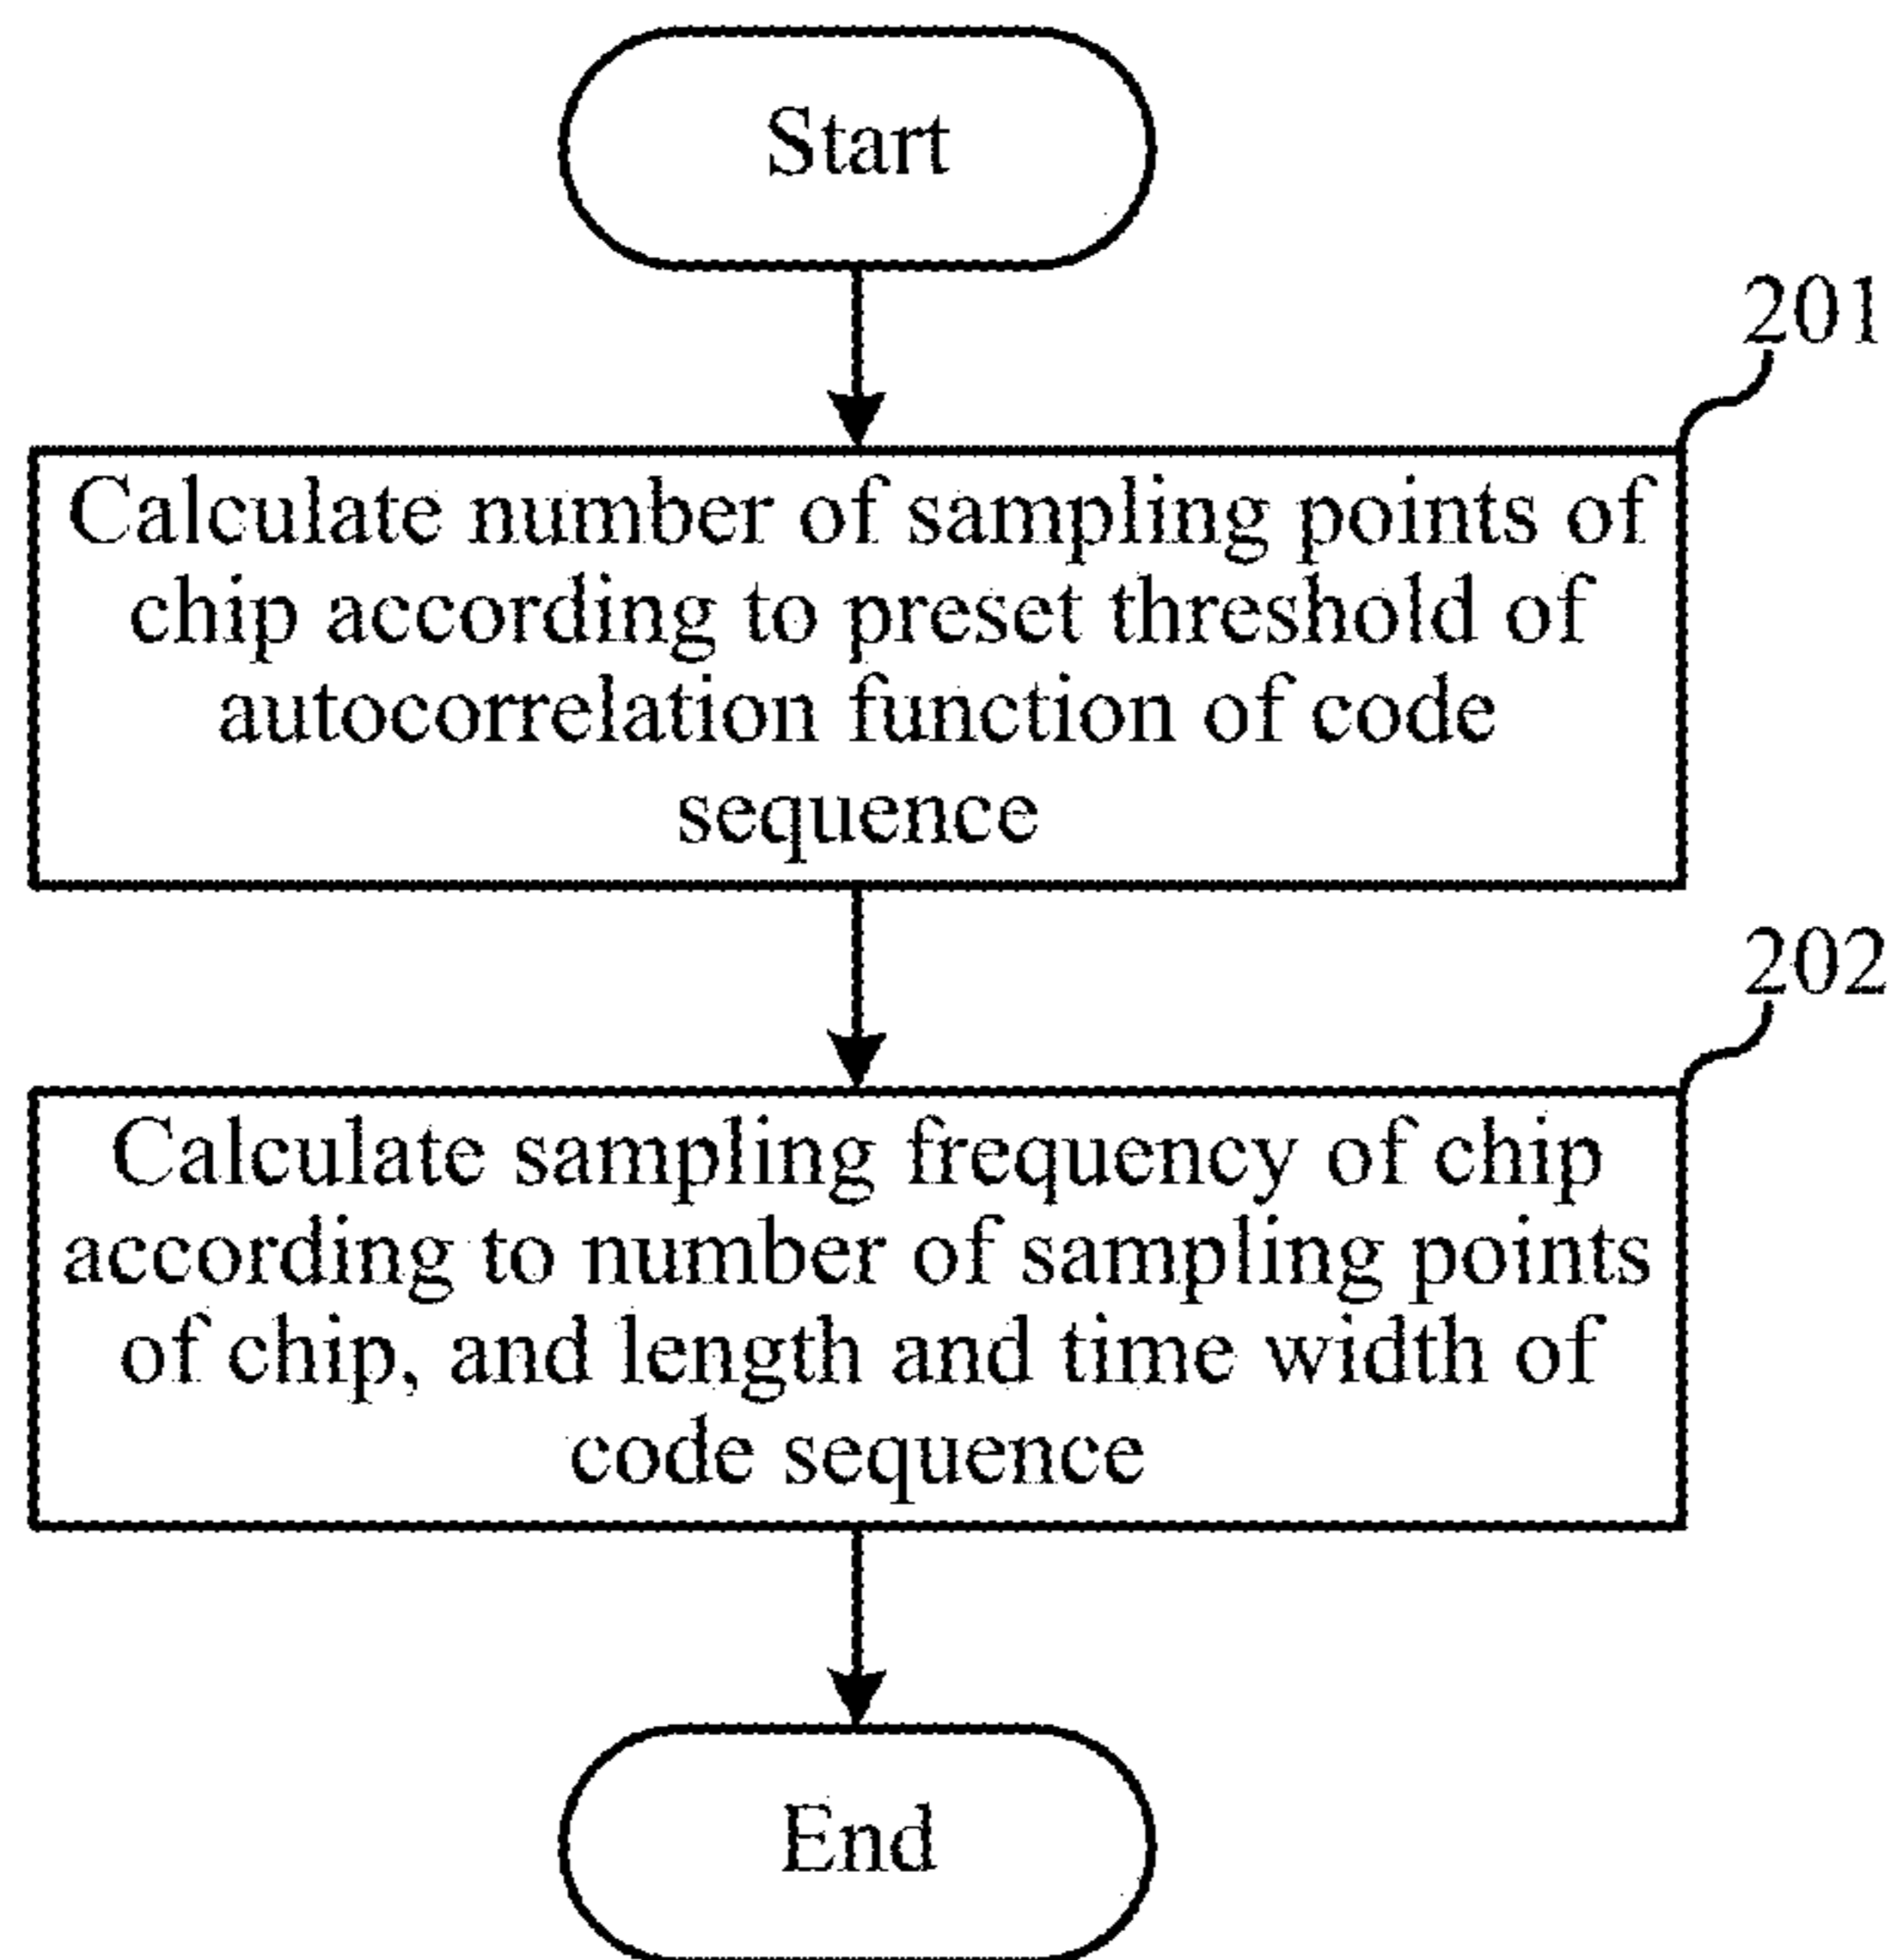 Start
201
Calculate number of sampling points of
chip according to preset threshold of
autocorrelation function of code
sequence
202
Calculate sampling frequency of chip
according to number of sampling points
of chip, and length and time width of
code sequence
End